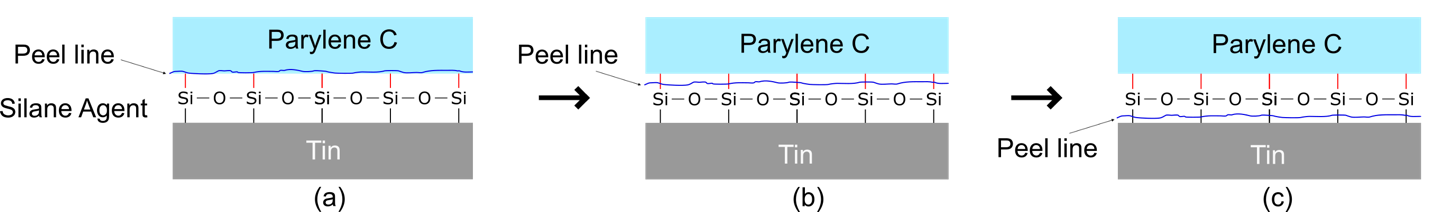 Parylene C
Peel line
Si–O–Si–O–Si–O–Si–O–Si
Silane Agent
Tin
(a)
Parylene C
Peel line
Si–O–Si–O–Si–O–Si–O–Si
Tin
(b)
Parylene C
Si–O–Si–O–Si–O–Si–O–Si
Peel line
Tin
(c)